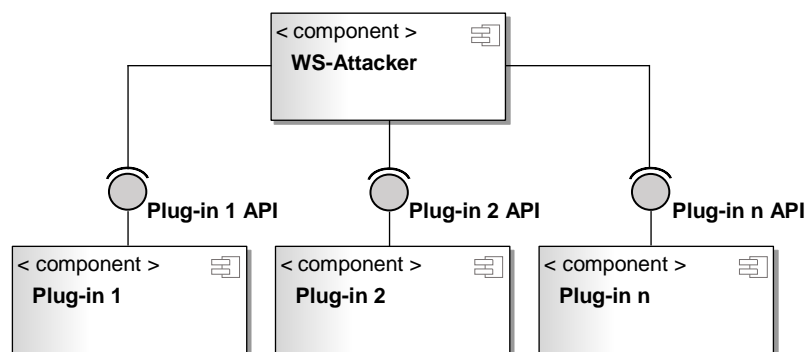 < component >
WS-Attacker
Plug-in 1 API
Plug-in 2 API
Plug-in n API
< component >
Plug-in 1
< component >
Plug-in 2
< component >
Plug-in n